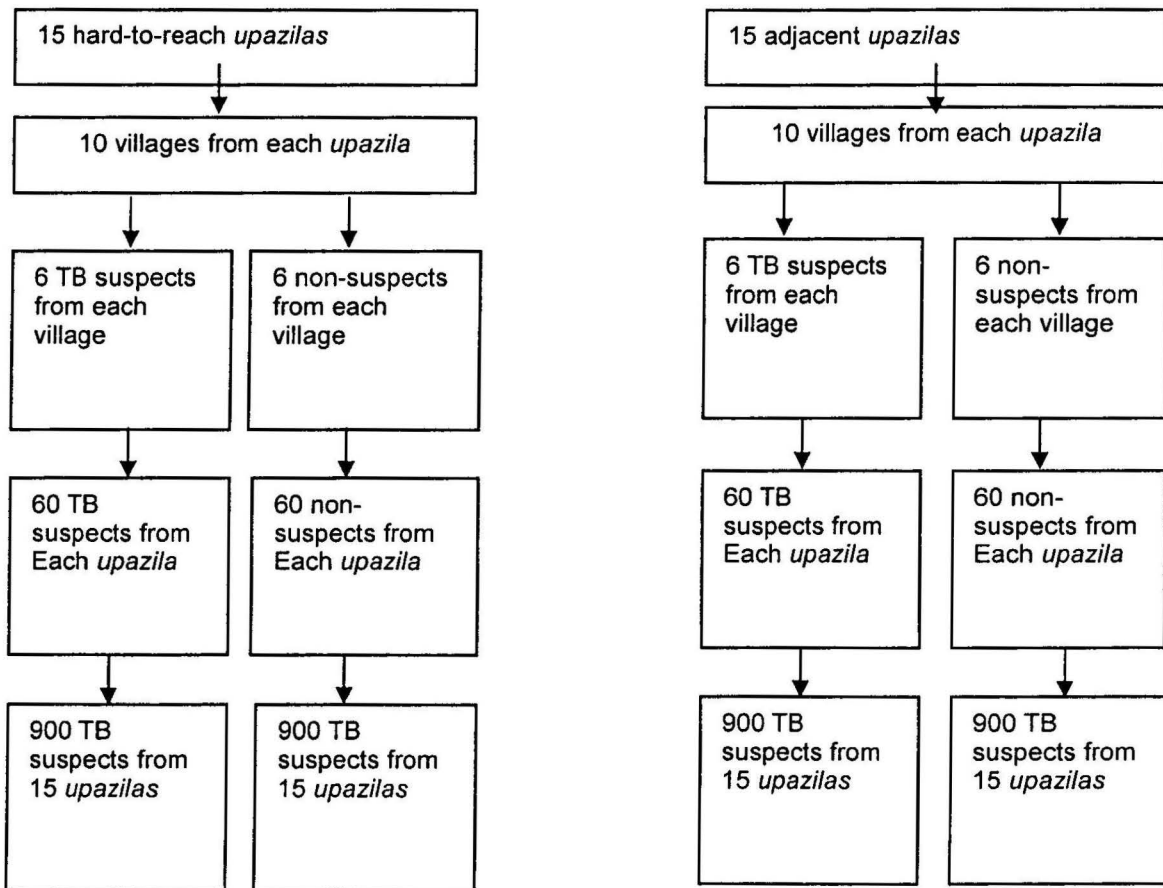 15 hard-to-reach upazilas
10 villages from each upazila
6 TB suspects
from each
village
6 non-suspects
from each
village
60 TB
suspects from
Each upazila
60 non-
suspects from
Each upazila
900 TB
suspects from
15 upazilas
900 TB
suspects from
15 upazilas
15 adjacent upazilas
10 villages from each upazila
6 TB suspects
from each
village
6 non-
suspects from
each village
60 TB
suspects from
Each upazila
60 non-
suspects from
Each upazila
900 TB
suspects from
15 upazilas
900 TB
suspects from
15 upazilas